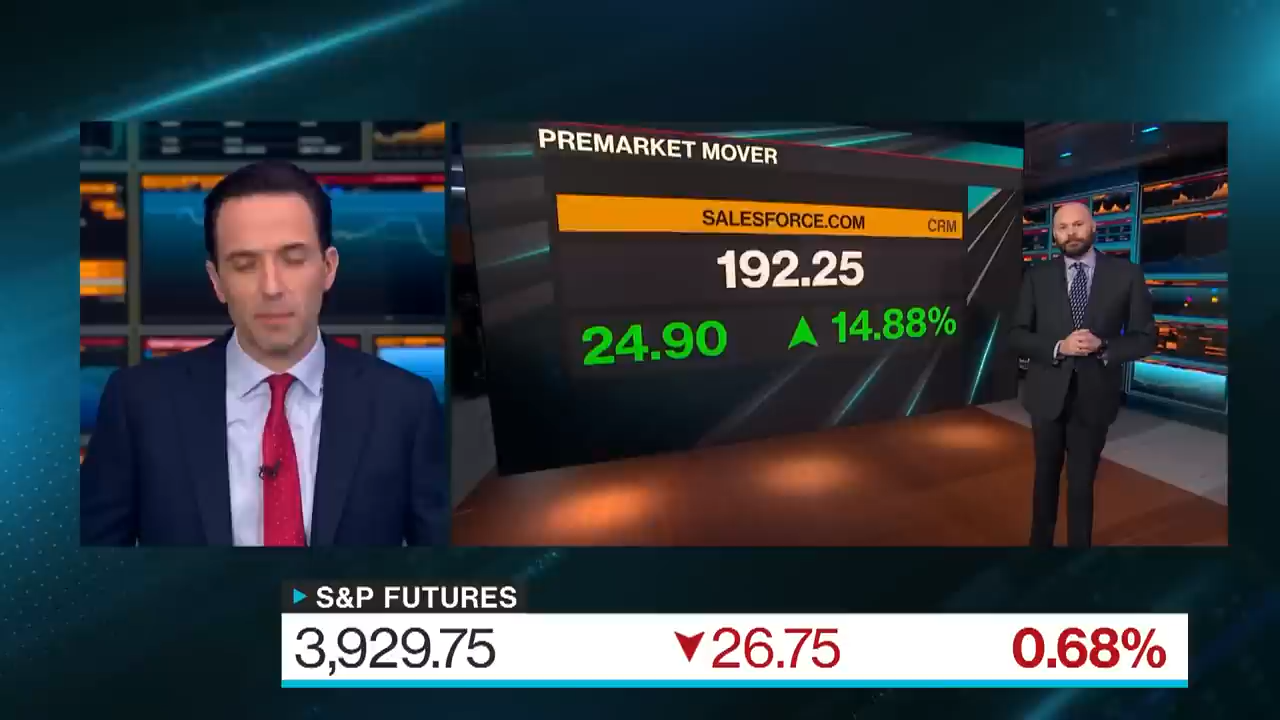 PREMARKET MOVER
SALESFORCE.COM CRM
192.25
24.90 ▲ 14.88%
S&P FUTURES
3,929.75 ▼26.75 0.68%